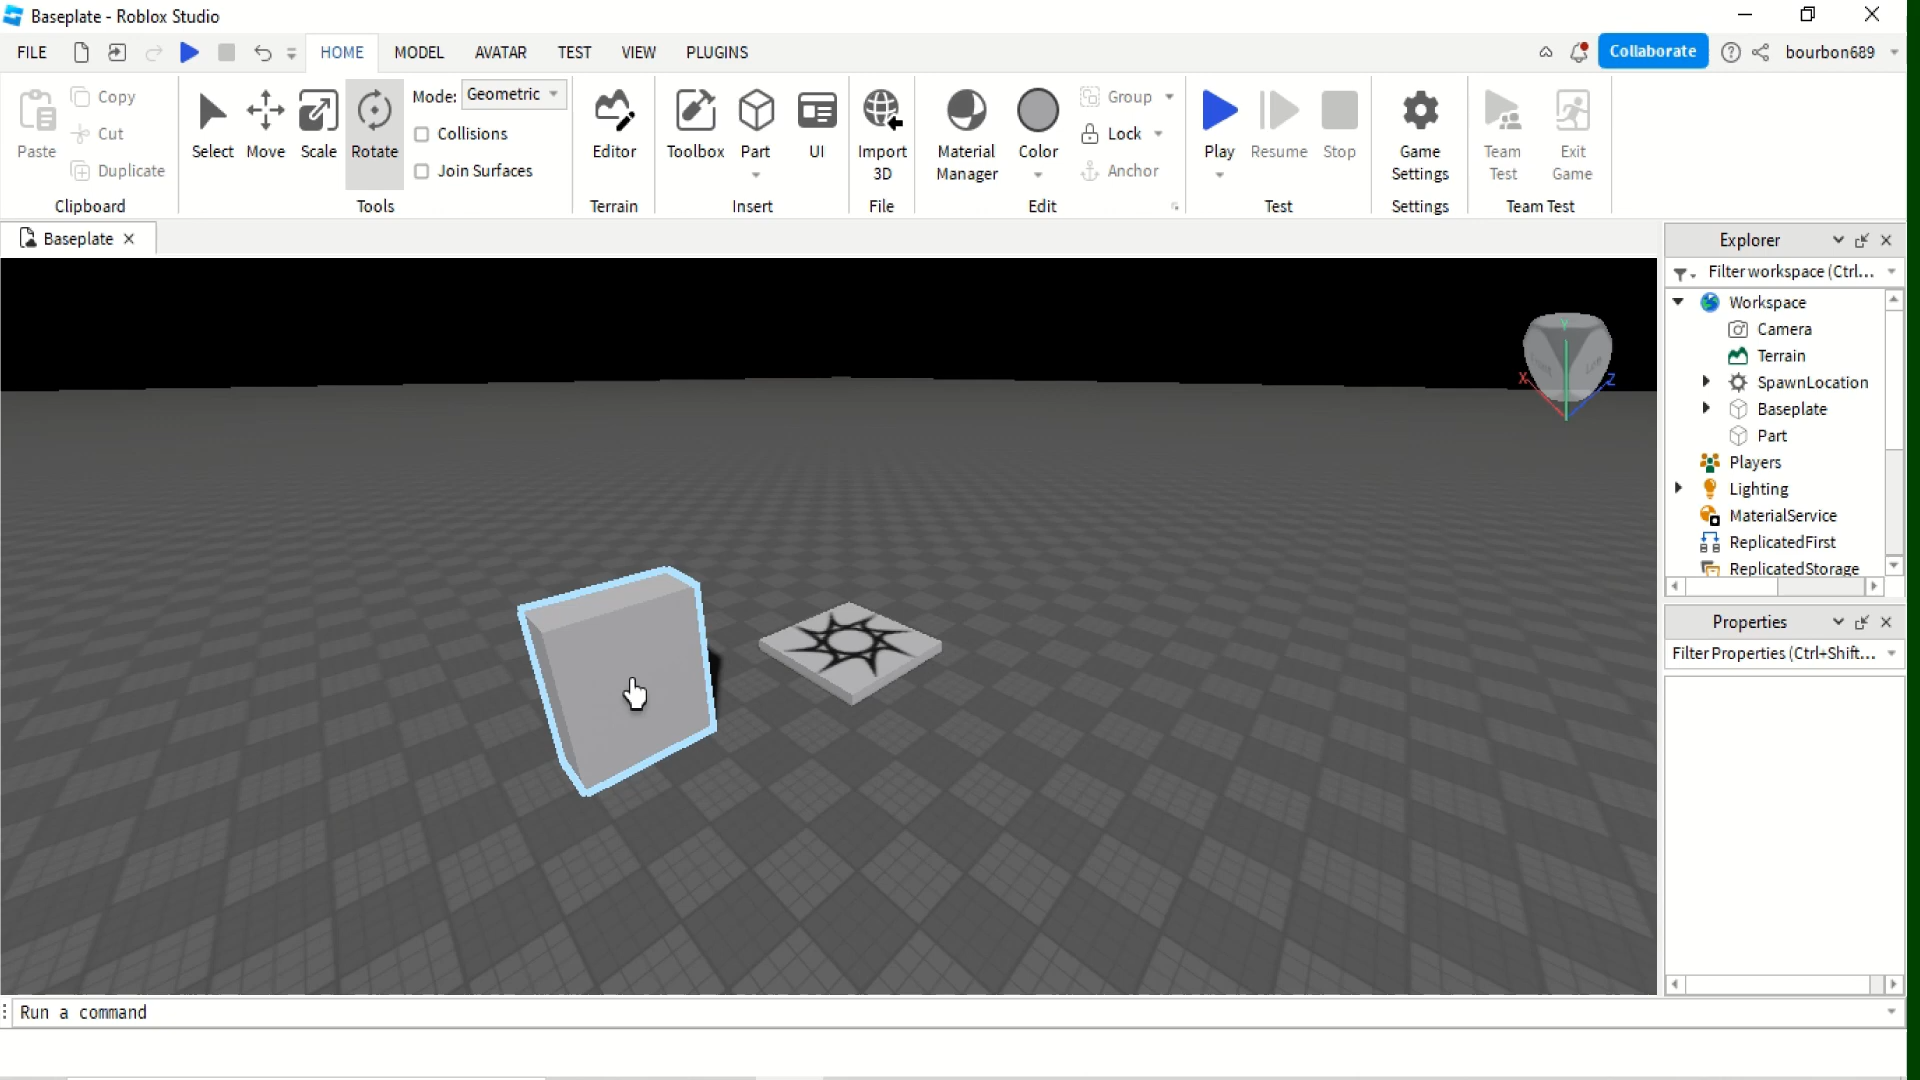 Baseplate - Roblox Studio
FILE HOME MODEL AVATAR TEST VIEW PLUGINS Collaborate bourbon689
Paste Copy Cut Duplicate
Clipboard
Select Move Scale Rotate Mode: Geometric
Collisions
Join Surfaces
Tools
Editor
Terrain
Toolbox Part UI
Insert
Import
3D
File
Material
Manager
Color
Group
Lock
Anchor
Edit
Play Resume Stop
Test
Game
Settings
Settings
Team
Test
Exit
Game
Team Test
Baseplate
Explorer
Filter workspace (Ctrl...
Workspace
Camera
Terrain
SpawnLocation
Baseplate
Part
Players
Lighting
MaterialService
ReplicatedFirst
ReplicatedStorage
Y
X
Z
Properties
Filter Properties (Ctrl+Shift...
Run a command